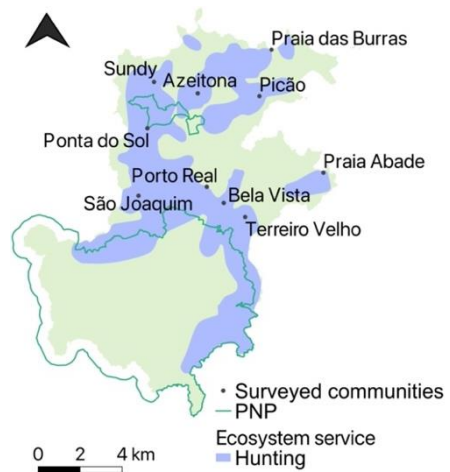 Praia das Burras
Sundy
Azeitona
Picão
Ponta do Sol
Praia Abade
Porto Real
Bela Vista
São Joaquim
Terreiro Velho
Surveyed communities
PNP
Ecosystem service
Hunting
0 2 4 km